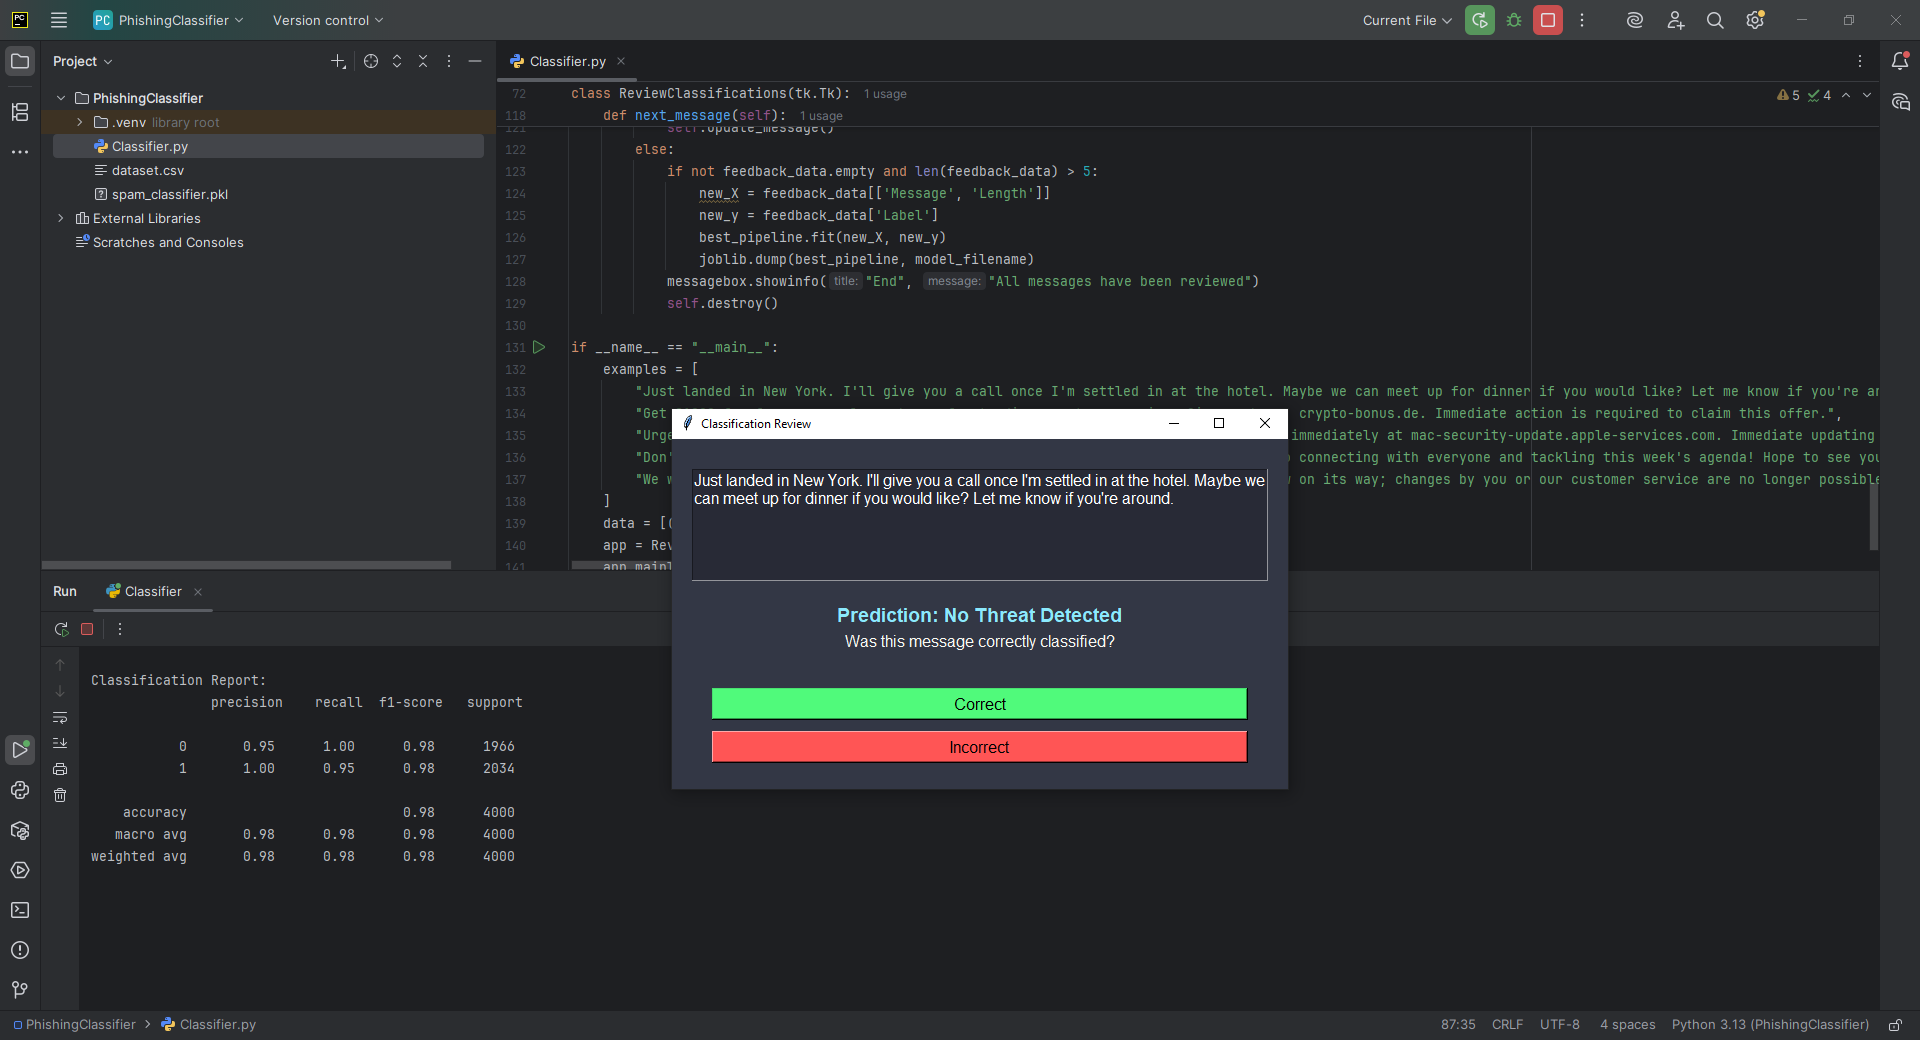 PC PC PhishingClassifier Version control Current File
Project
PhishingClassifier
.venv library root
Classifier.py
dataset.csv
spam_classifier.pkl
External Libraries
Scratches and Consoles
Classifier.py
5 4
72 class ReviewClassifications(tk.Tk): 1 usage
118 def next_message(self): 1 usage
121 self.update_message()
122 else:
123 if not feedback_data.empty and len(feedback_data) > 5:
124 new_X = feedback_data[['Message', 'Length']]
125 new_y = feedback_data['Label']
126 best_pipeline.fit(new_X, new_y)
127 joblib.dump(best_pipeline, model_filename)
128 messagebox.showinfo( title: "End", message: "All messages have been reviewed")
129 self.destroy()
130
131 if __name__ == "__main__":
132 examples = [
133 "Just landed in New York. I'll give you a call once I'm settled in at the hotel. Maybe we can meet up for dinner if you would like? Let me know if you're ar
134 "Get crypto-bonus.de. Immediate action is required to claim this offer.",
135 "Urge immediately at mac-security-update.apple-services.com. Immediate updating
136 "Don' connecting with everyone and tackling this week's agenda! Hope to see you
137 "We w on its way; changes by you or our customer service are no longer possible
138 ]
139 data = [(
140 app = Rev
141 app.mainl
Classification Review
Just landed in New York. I'll give you a call once I'm settled in at the hotel. Maybe we
can meet up for dinner if you would like? Let me know if you're around.
Prediction: No Threat Detected
Was this message correctly classified?
Correct
Incorrect
Run Classifier
Classification Report:
precision recall f1-score support
0 0.95 1.00 0.98 1966
1 1.00 0.95 0.98 2034
accuracy 0.98 4000
macro avg 0.98 0.98 0.98 4000
weighted avg 0.98 0.98 0.98 4000
PhishingClassifier > Classifier.py 87:35 CRLF UTF-8 4 spaces Python 3.13 (PhishingClassifier)